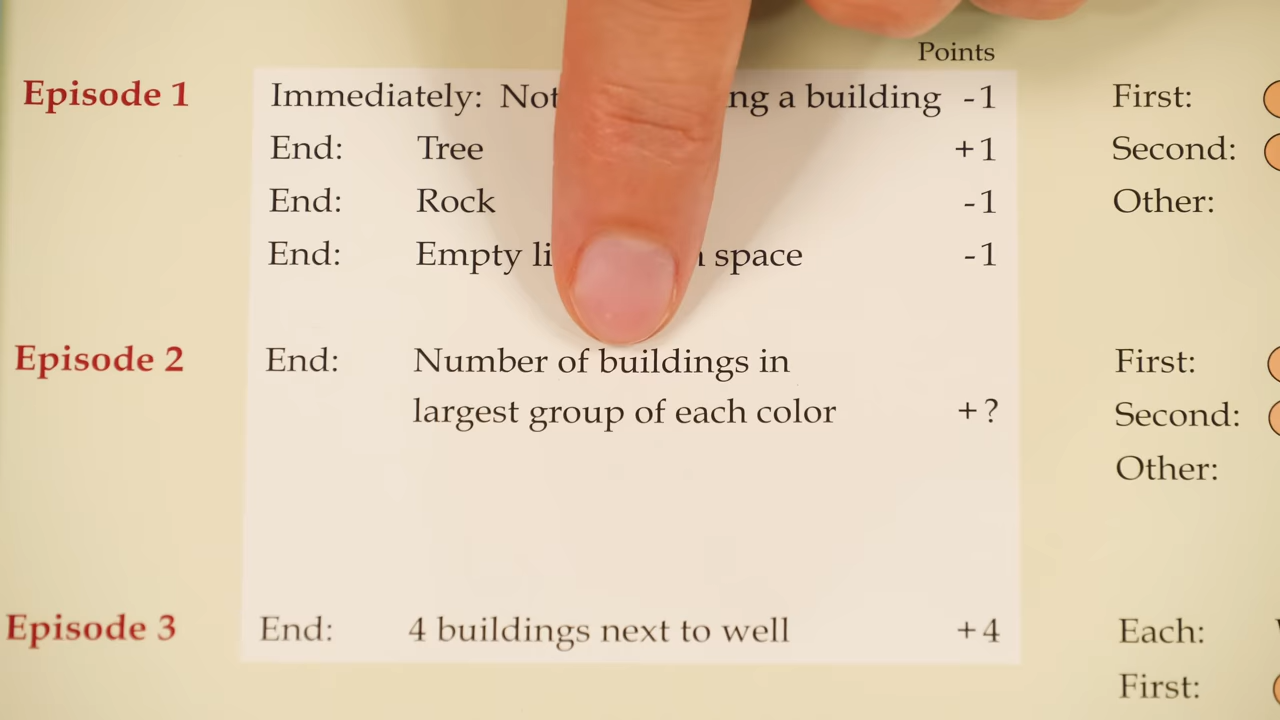 Points
Episode 1 Immediately: Not a building -1 First:
End: Tree +1 Second:
End: Rock -1 Other:
End: Empty space -1
Episode 2 End: Number of buildings in First:
largest group of each color +? Second:
Other:
Episode 3 End: 4 buildings next to well +4 Each:
First: